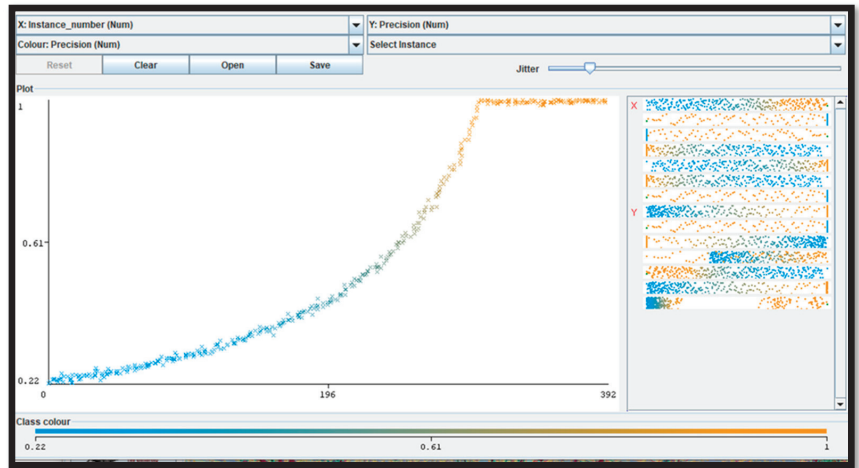 X: Instance_number (Num) Y: Precision (Num)
Colour: Precision (Num) Select Instance
Reset Clear Open Save Jitter
Plot
1
0.61
0.22
0 196 392
X
Y
Class colour
0.22 0.61 1